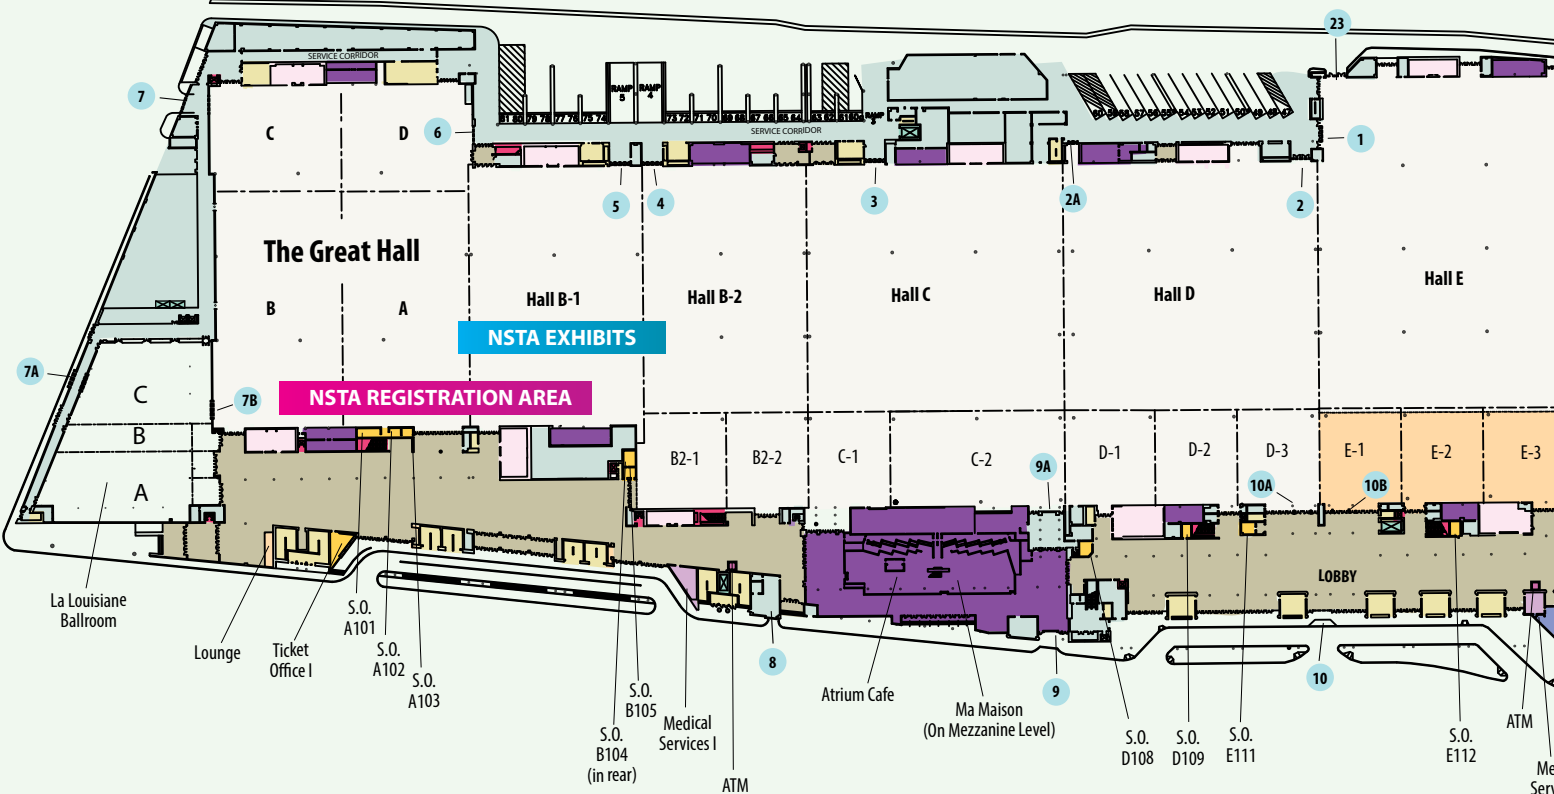 23
SERVICE CORRIDOR
7
C
D
6
RAMP
5
RAMP
4
SERVICE CORRIDOR
RAMP
1
5
4
3
2A
2
The Great Hall
B
A
Hall B-1
Hall B-2
Hall C
Hall D
Hall E
NSTA EXHIBITS
7A
7B
NSTA REGISTRATION AREA
C
B
A
B2-1
B2-2
C-1
C-2
9A
D-1
D-2
D-3
E-1
E-2
E-3
10A
10B
LOBBY
La Louisiane
Ballroom
Lounge
Ticket
Office I
S.O.
A101
S.O.
A102
S.O.
A103
S.O.
B104
(in rear)
S.O.
B105
Medical
Services I
ATM
8
Atrium Cafe
Ma Maison
(On Mezzanine Level)
9
S.O.
D108
S.O.
D109
S.O.
E111
10
S.O.
E112
ATM
Me
Serv